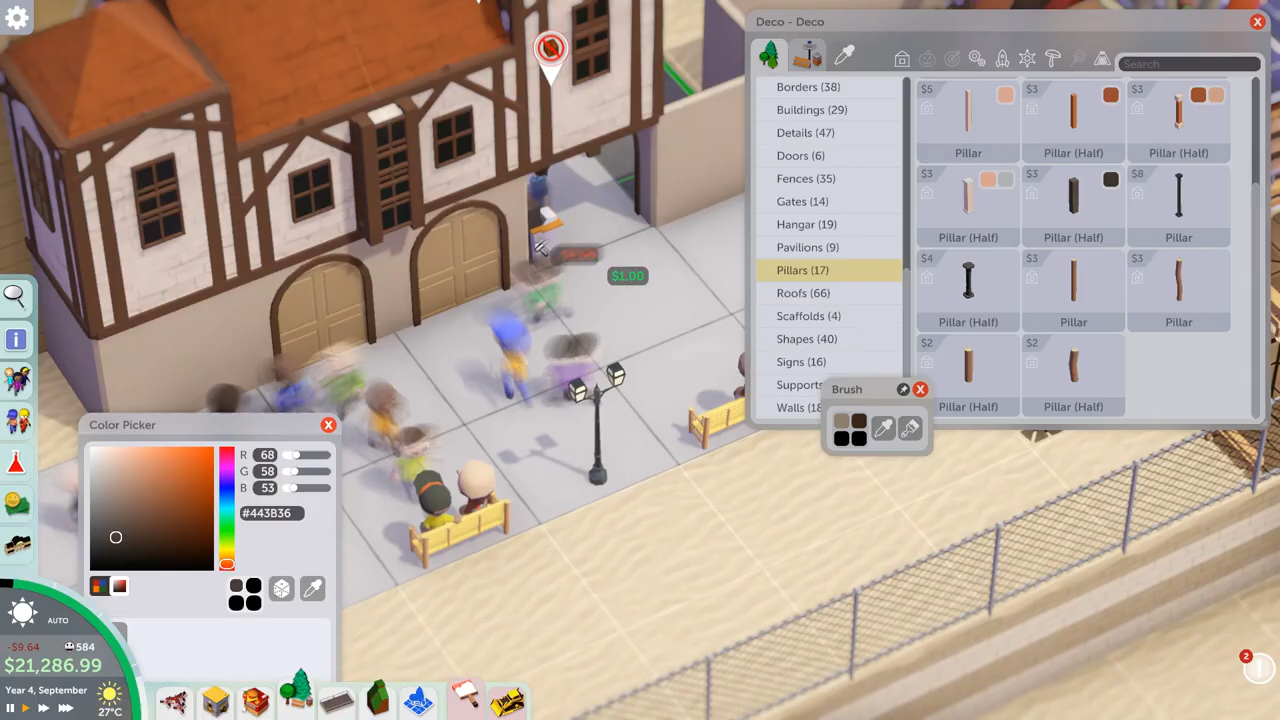 Deco - Deco
Search
Borders (38)
Buildings (29)
Details (47)
Doors (6)
Fences (35)
Gates (14)
Hangar (19)
Pavilions (9)
Pillars (17)
Roofs (66)
Scaffolds (4)
Shapes (40)
Signs (16)
Supports
Walls (18
$5
Pillar
$3
Pillar (Half)
$3
Pillar (Half)
$3
Pillar (Half)
$3
Pillar (Half)
$8
Pillar
$4
Pillar (Half)
$3
Pillar
$3
Pillar
$2
Pillar (Half)
$2
Pillar (Half)
Brush
$1.00
Color Picker
R 68
G 58
B 53
#443B36
AUTO
-$9.64
584
$21,286.99
Year 4, September
27°C
2